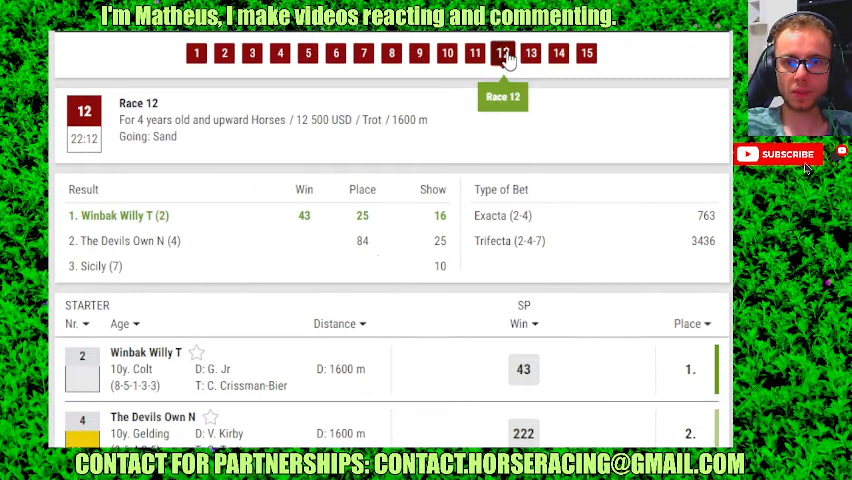 I'm Matheus, I make videos reacting and commenting.
1 2 3 4 5 6 7 8 9 10 11 12 13 14 15
Race 12
12
22:12
Race 12
For 4 years old and upward Horses / 12 500 USD / Trot / 1600 m
Going: Sand
SUBSCRIBE
Result Win Place Show Type of Bet
1. Winbak Willy T (2) 43 25 16 Exacta (2-4) 763
2. The Devils Own N (4) 84 25 Trifecta (2-4-7) 3436
3. Sicily (7) 10
STARTER SP
Nr. Age Distance Win Place
2 Winbak Willy T
10y. Colt D: G. Jr D: 1600 m 43 1.
(8-5-1-3-3) T: C. Crissman-Bier
4 The Devils Own N
10y. Gelding D: V. Kirby D: 1600 m 222 2.
CONTACT FOR PARTNERSHIPS: CONTACT.HORSERACING@GMAIL.COM